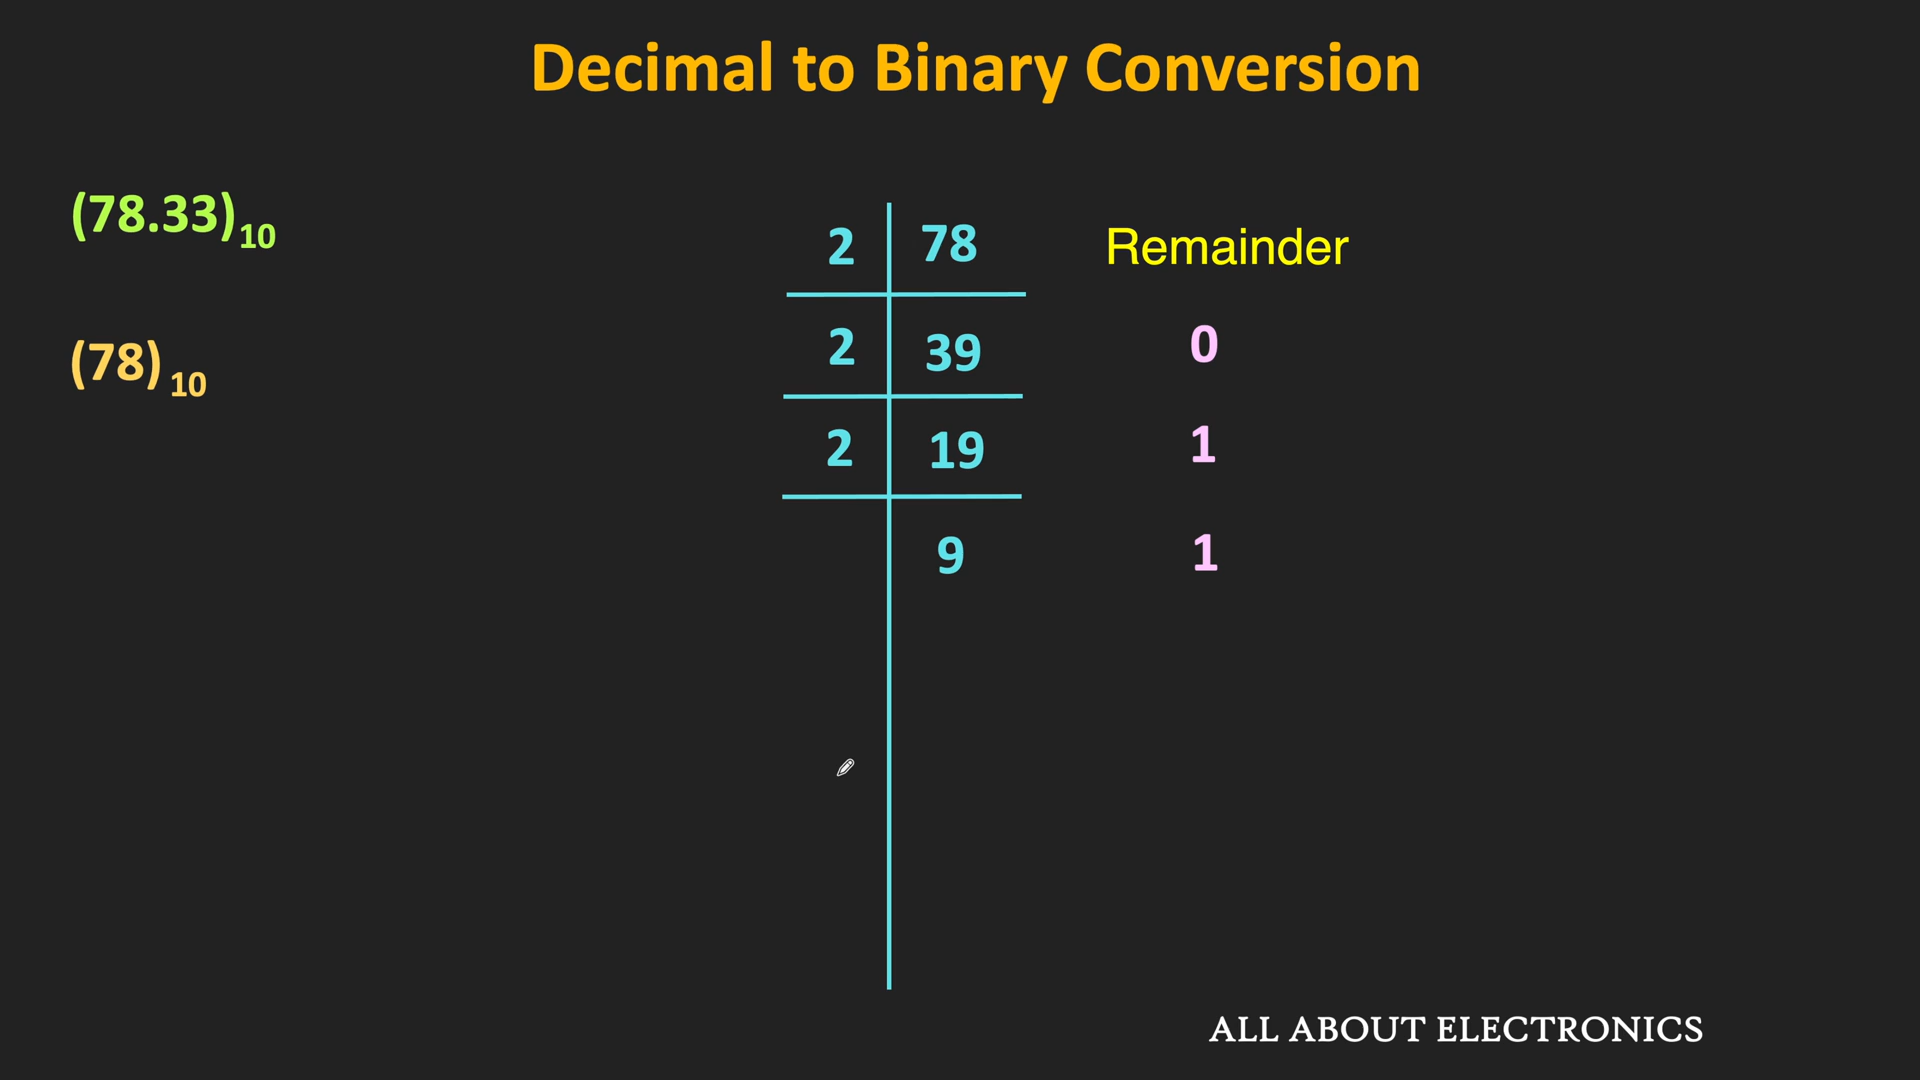 Decimal to Binary Conversion
(78.33)10
(78) 10
2 78 Remainder
2 39 0
2 19 1
9 1
ALL ABOUT ELECTRONICS